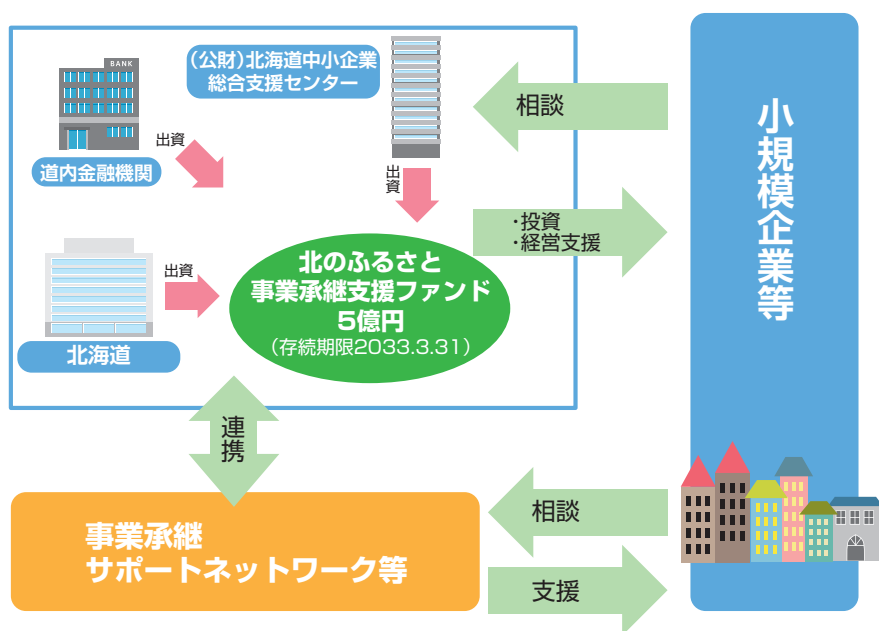 (公財)北海道中小企業
総合支援センター
BANK
出資
道内金融機関
出資
相談
・投資
・経営支援
小規模企業等
出資
北海道
北のふるさと
事業承継支援ファンド
5億円
(存続期限2033.3.31)
連携
事業承継
サポートネットワーク等
相談
支援